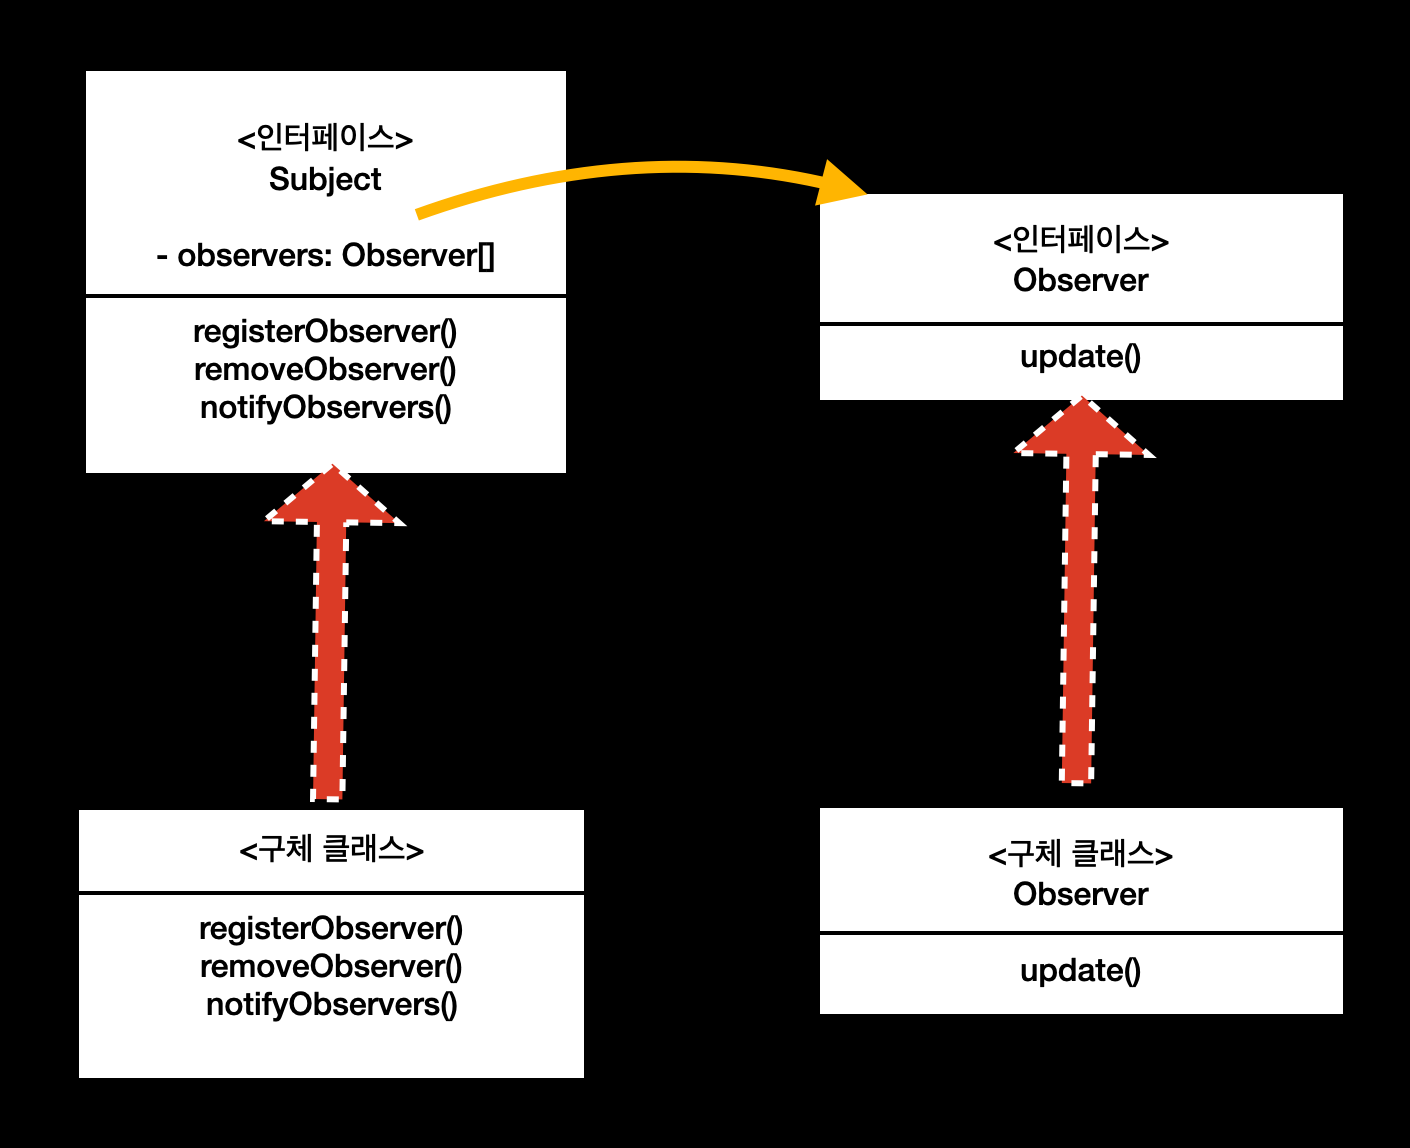 <인터페이스>
Subject
- observers: Observer[]
registerObserver()
removeObserver()
notifyObservers()
<인터페이스>
Observer
update()
<구체 클래스>
registerObserver()
removeObserver()
notifyObservers()
<구체 클래스>
Observer
update()